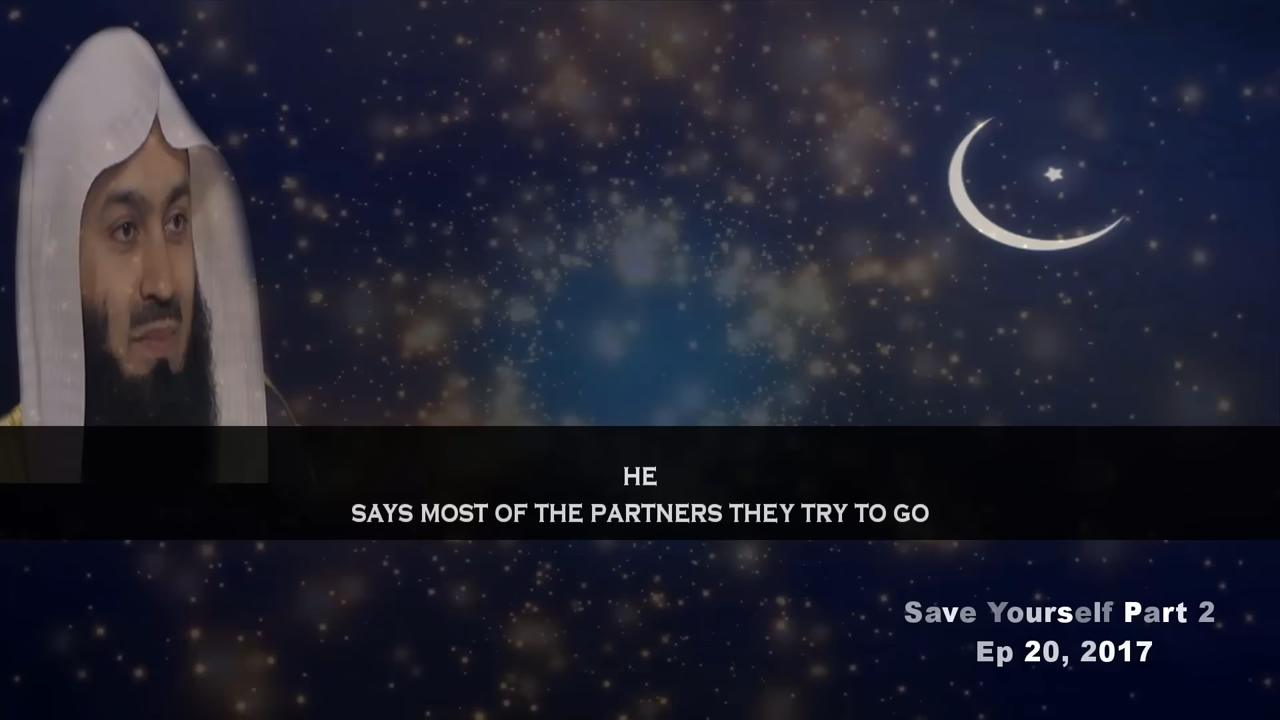 HE
SAYS MOST OF THE PARTNERS THEY TRY TO GO
Save Yourself Part 2
Ep 20, 2017